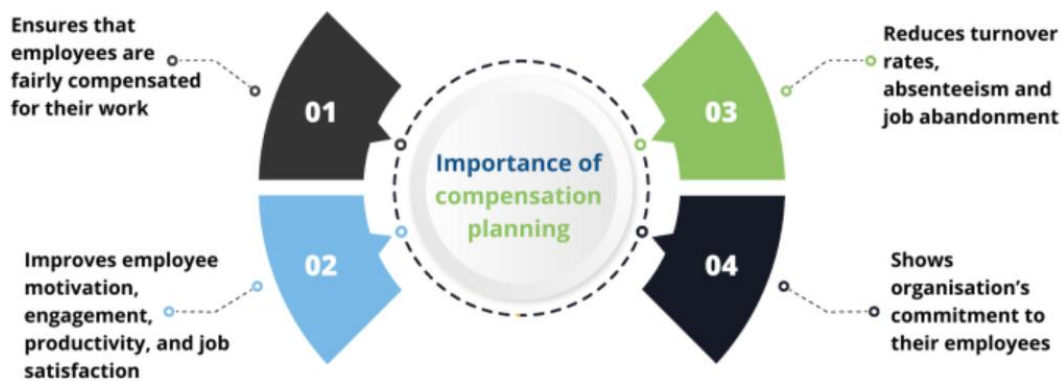 Ensures that
employees are
fairly compensated
for their work
01
Improves employee
motivation,
engagement,
productivity, and job
satisfaction
02
Importance of
compensation
planning
03
Reduces turnover
rates,
absenteeism and
job abandonment
04
Shows
organisation’s
commitment to
their employees